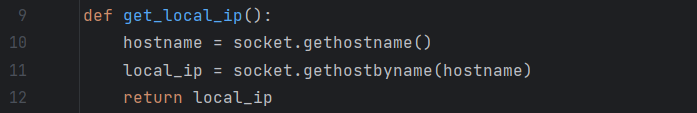 9 def get_local_ip():
10 hostname = socket.gethostname()
11 local_ip = socket.gethostbyname(hostname)
12 return local_ip